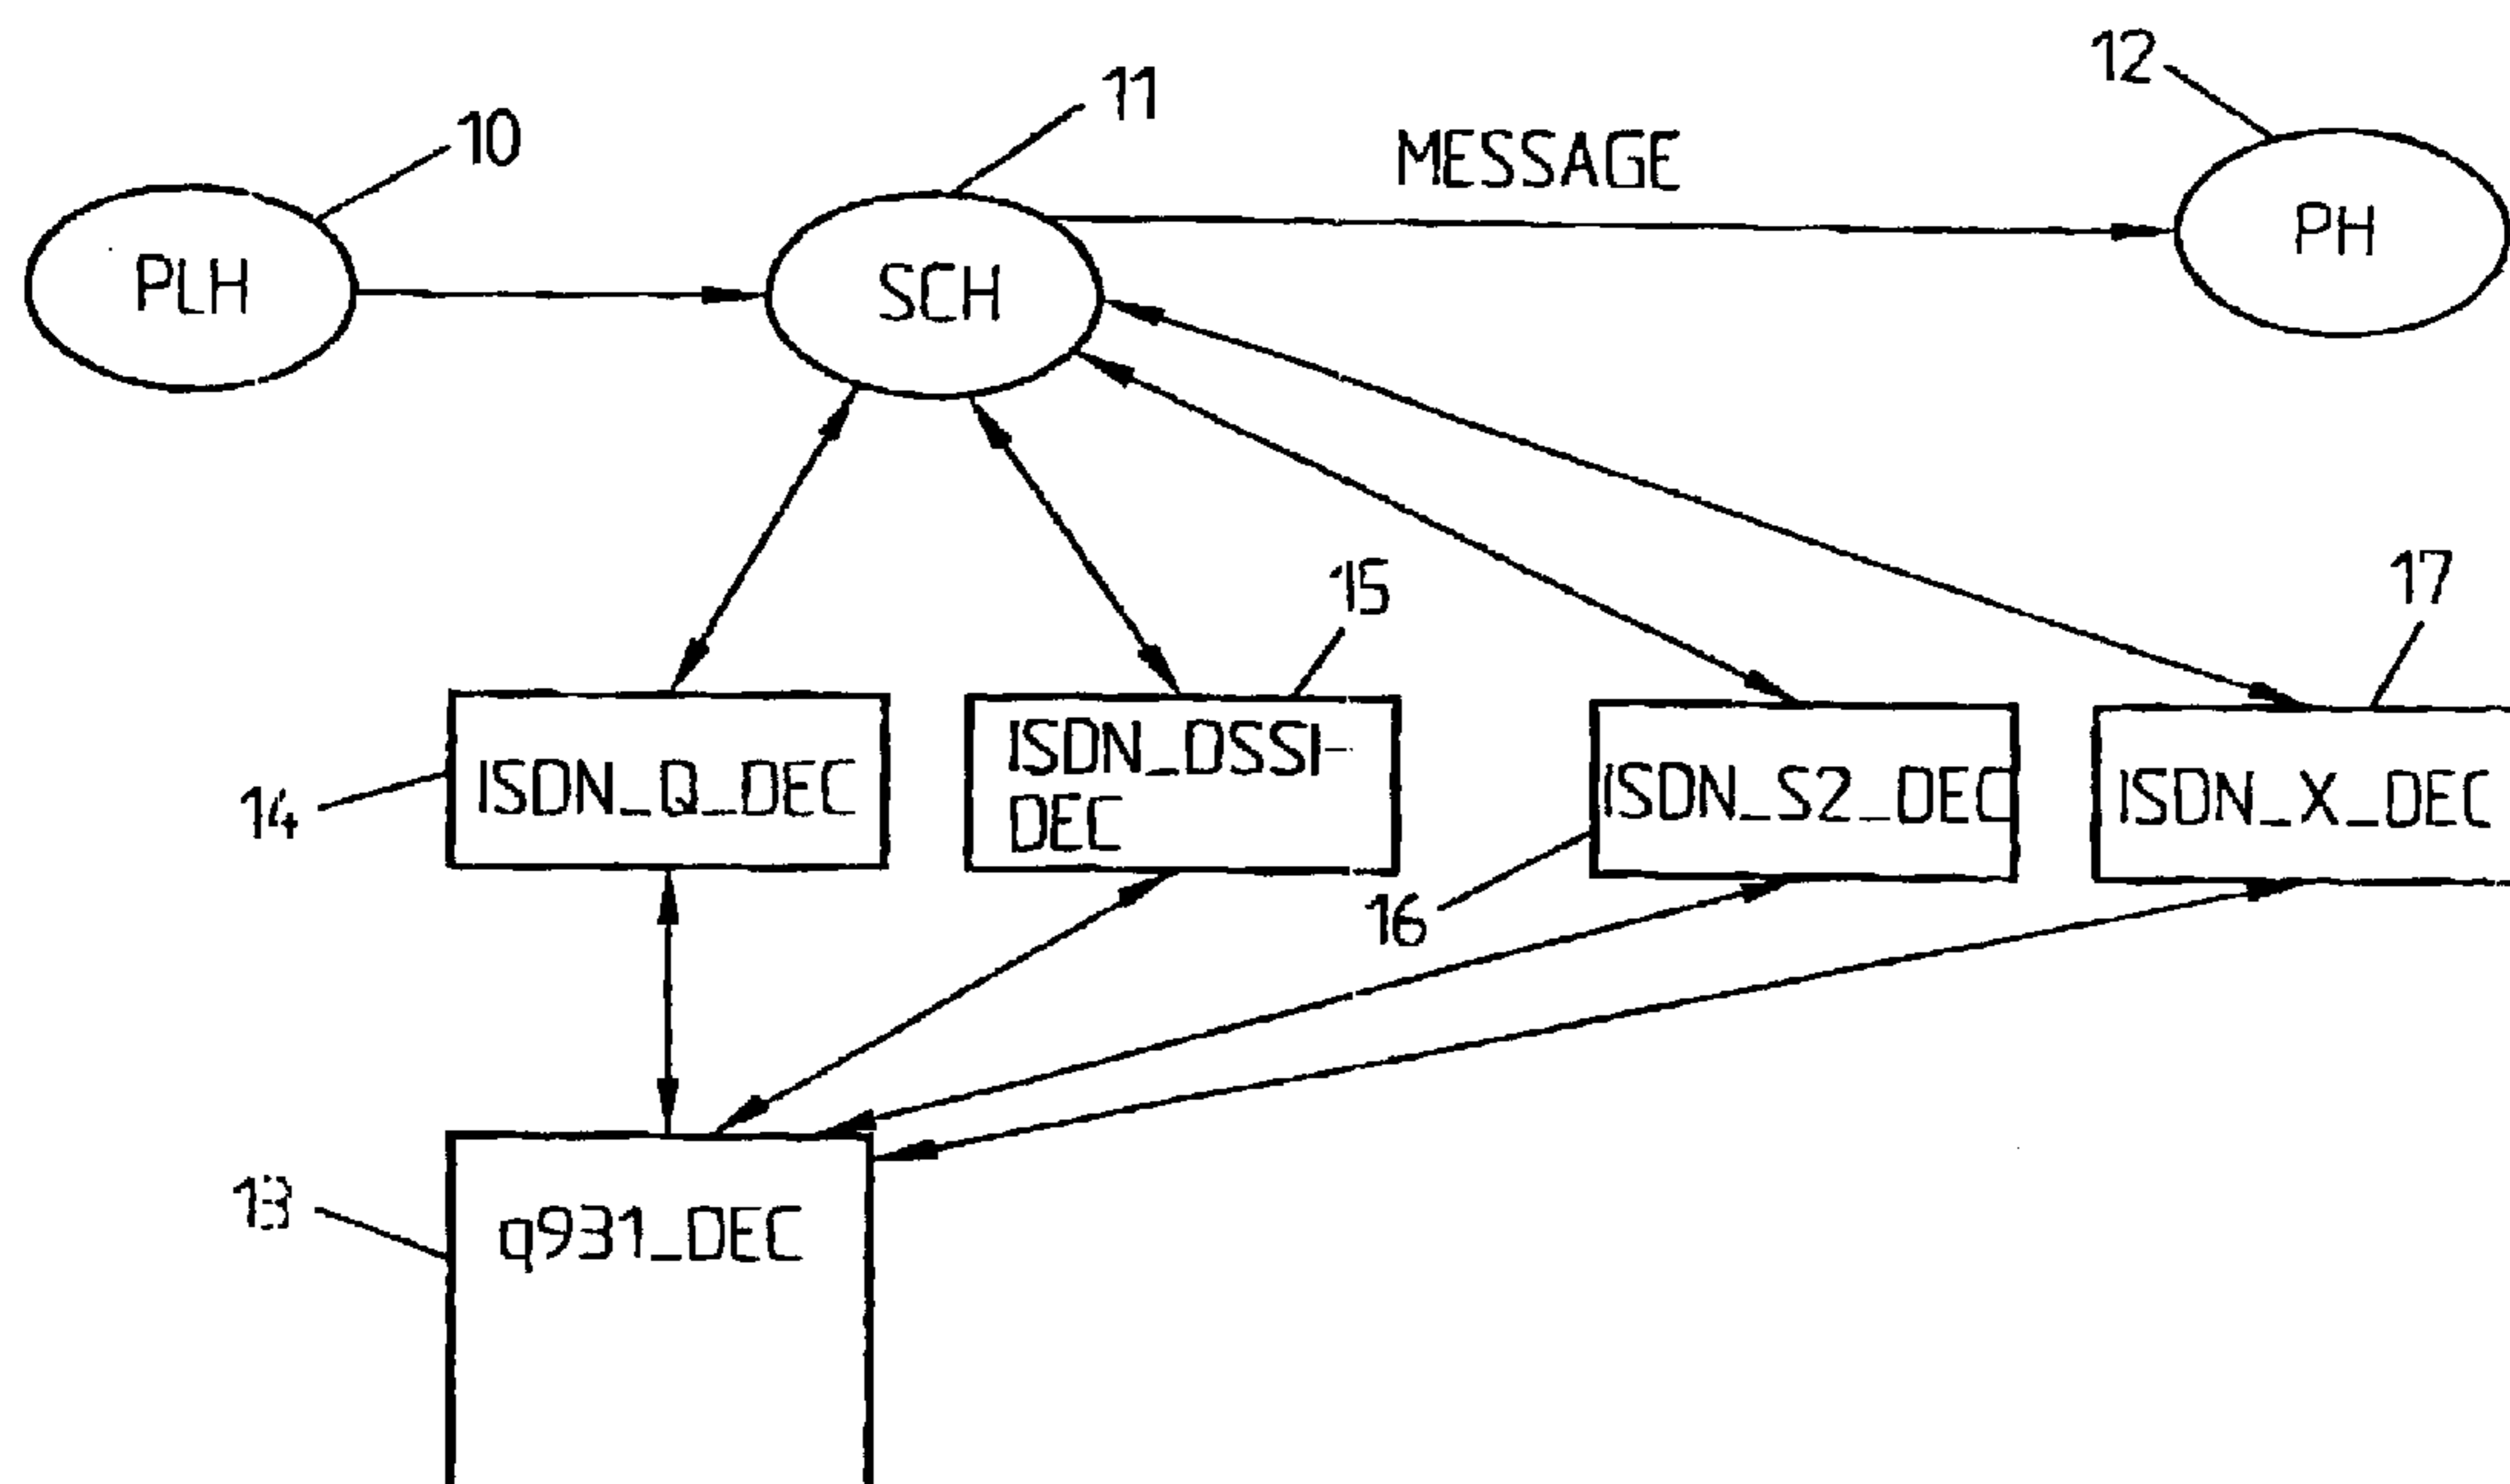 12
11
10
MESSAGE
PH
PLH
SCH
15
17
ISDN_DSSI-
DEC
ISDN_Q_DEC
ISDN_S2_DEC
ISDN_X_DEC
14
16
13
q931_DEC